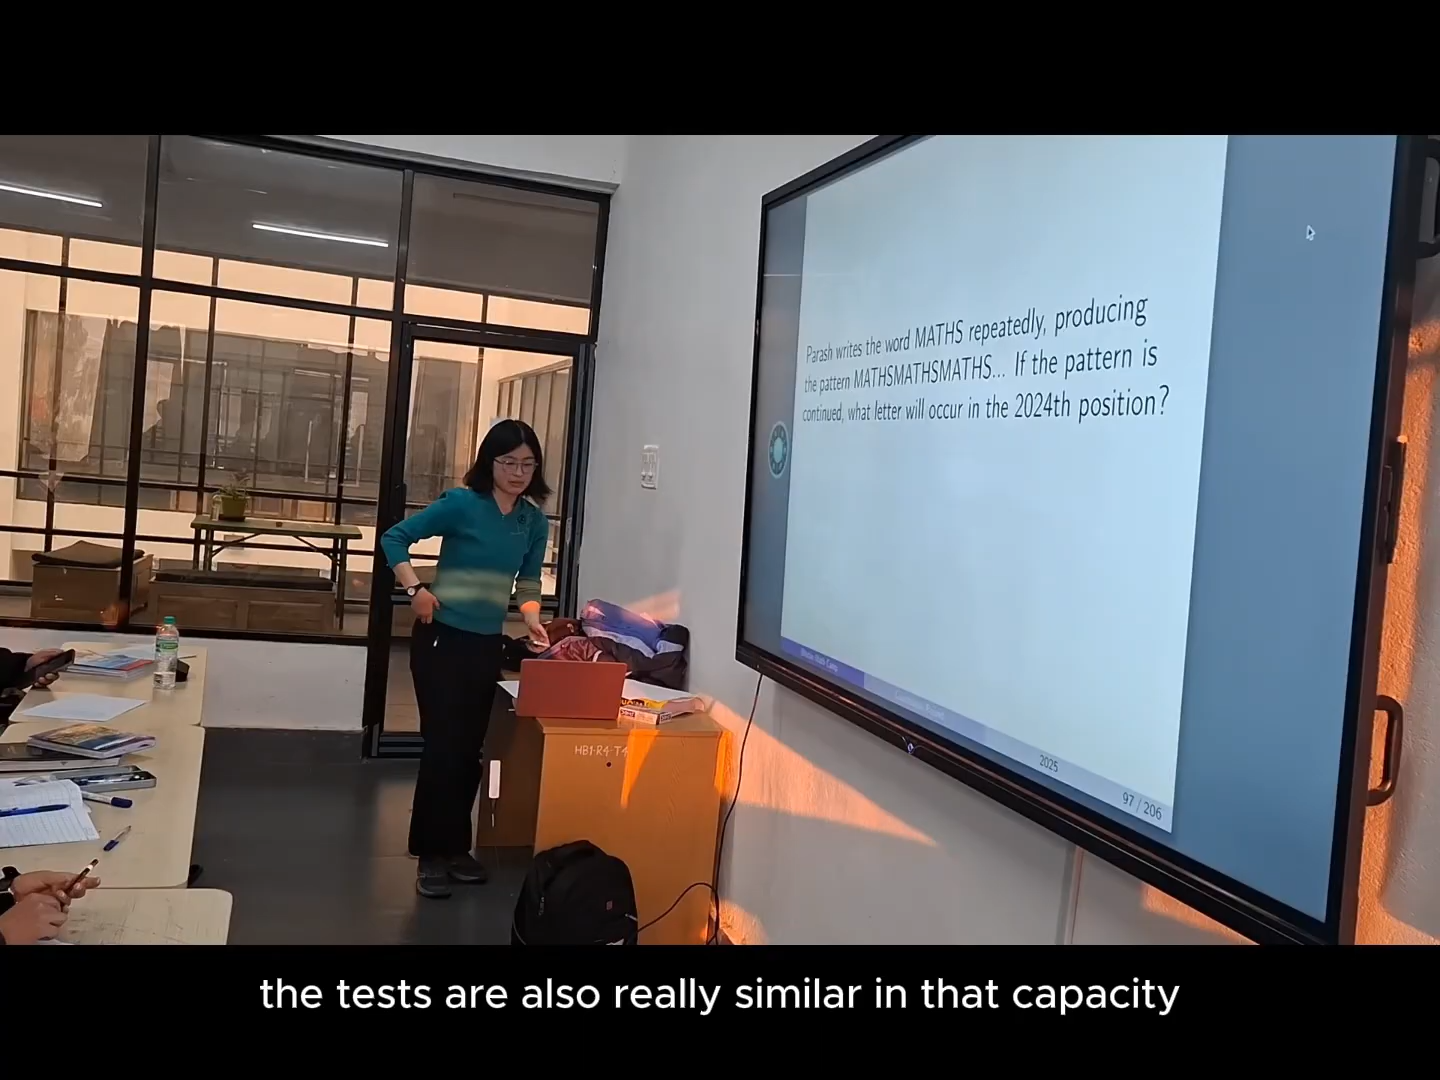 Parash writes the word MATHS repeatedly, producing
the pattern MATHSMATHSMATHS... If the pattern is
continued, what letter will occur in the 2024th position?
2025
97 / 206
HB1-R4-T4
the tests are also really similar in that capacity